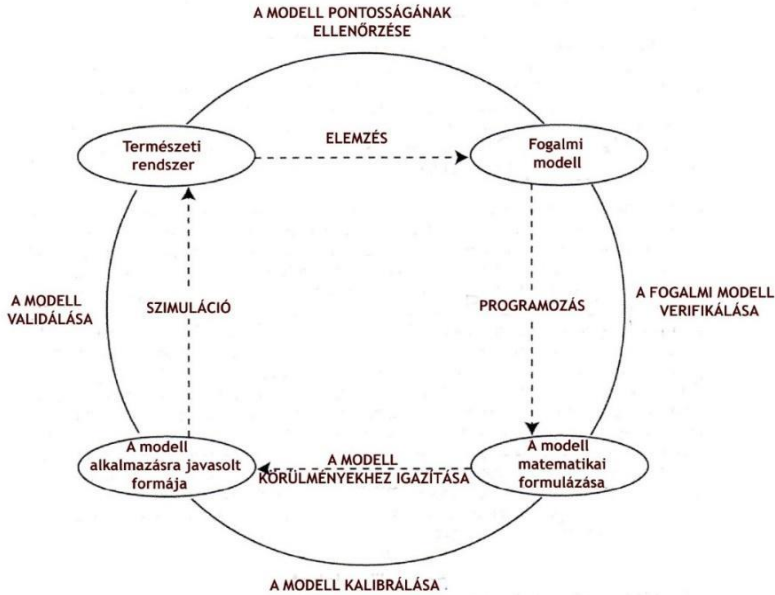 A MODELL PONTOSSÁGÁNAK
ELLENŐRZÉSE
Természeti
rendszer
ELEMZÉS
Fogalmi
modell
A MODELL
VALIDÁLÁSA
SZIMULÁCIÓ
PROGRAMOZÁS
A FOGALMI MODELL
VERIFIKÁLÁSA
A modell
alkalmazásra javasolt
formája
A MODELL
KÖRÜLMÉNYEKHEZ IGAZÍTÁSA
A modell
matematikai
formulázása
A MODELL KALIBRÁLÁSA